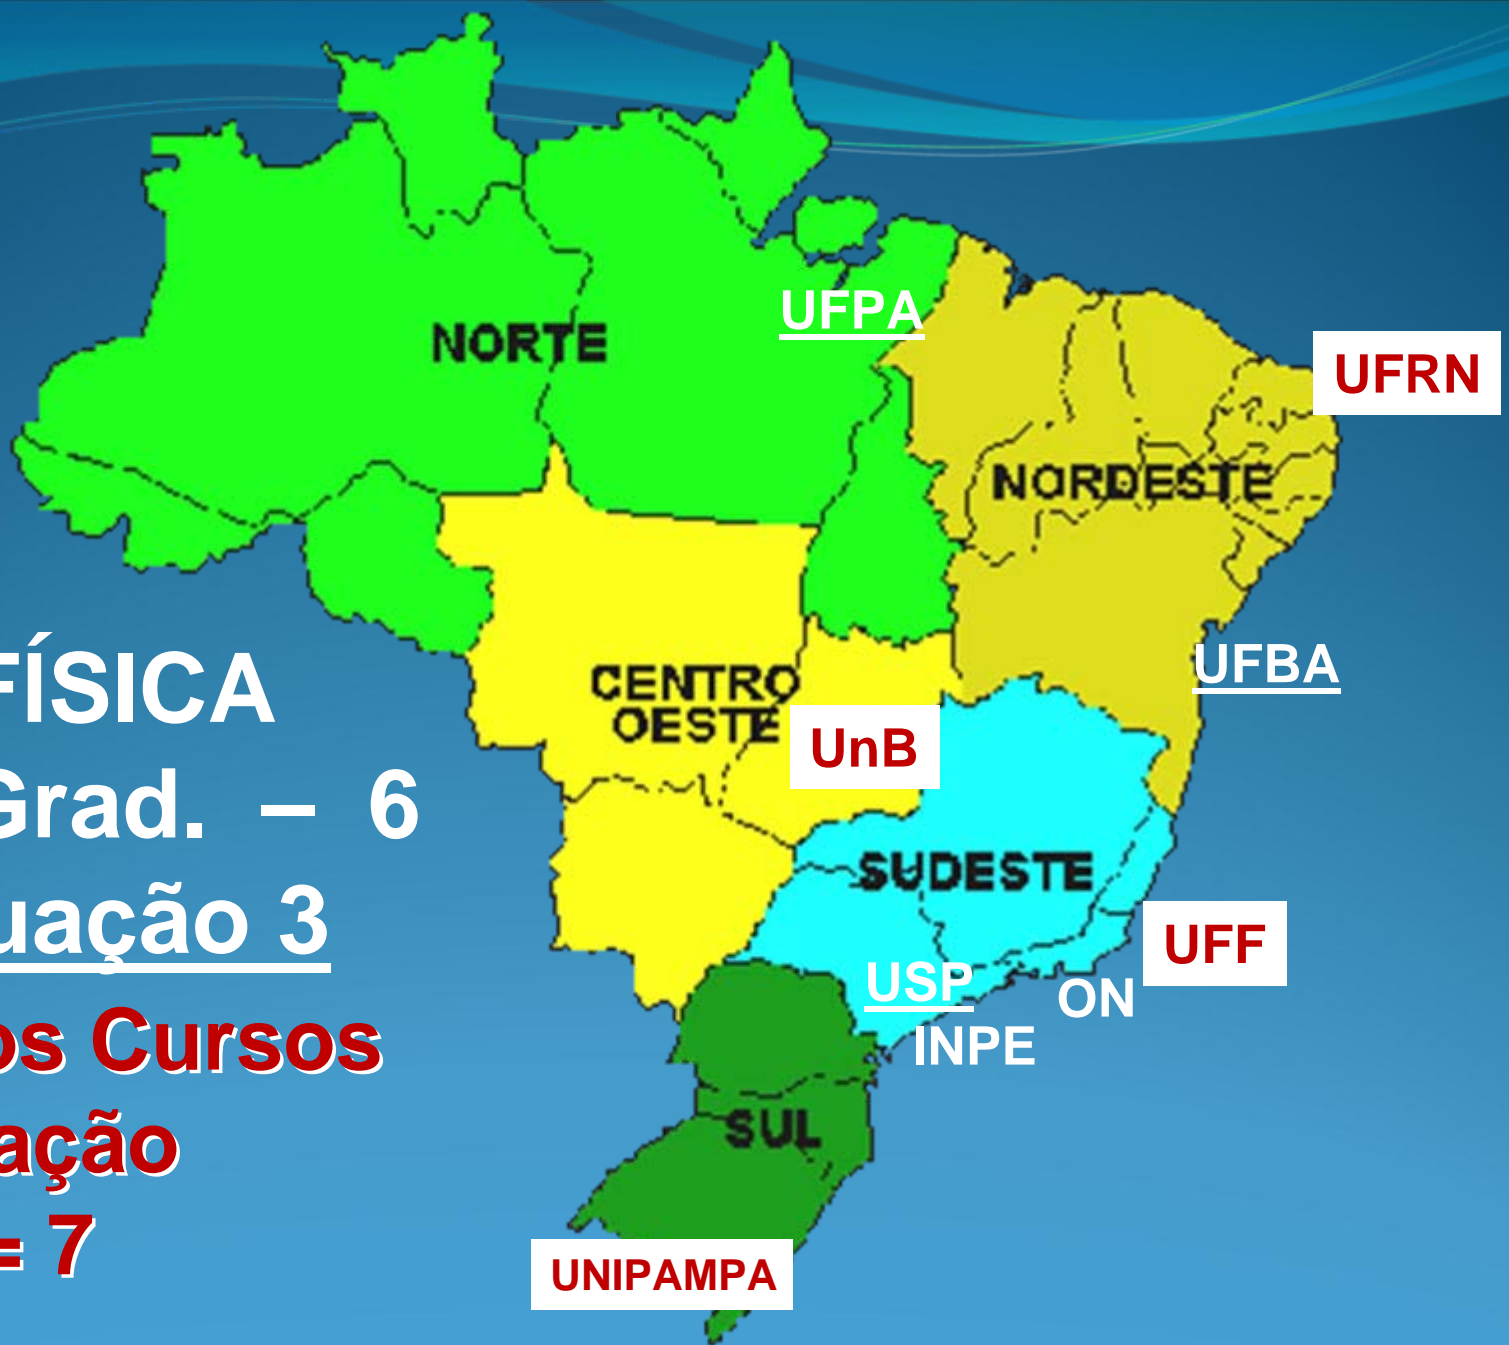 NORTE
UFPA
UFRN
NORDESTE
FÍSICA
CENTRO
OESTE
UFBA
UnB
Grad. – 6
SUDESTE
uação 3
UFF
USP
ON
INPE
os Cursos
SUL
ação
= 7
UNIPAMPA